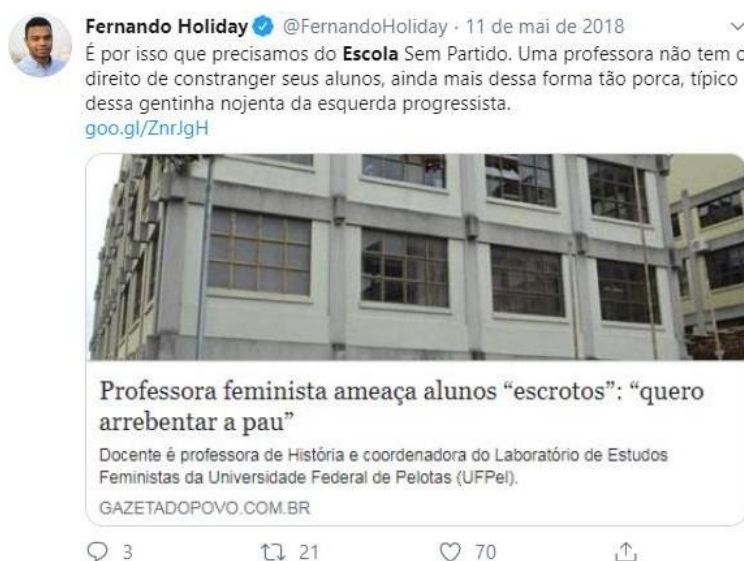 Fernando Holiday @FernandoHoliday · 11 de mai de 2018
É por isso que precisamos do Escola Sem Partido. Uma professora não tem o
direito de constranger seus alunos, ainda mais dessa forma tão porca, típico
dessa gentinha nojenta da esquerda progressista.
goo.gl/ZnrJgH
Professora feminista ameaça alunos “escrotos”: “quero
arrebentar a pau”
Docente é professora de História e coordenadora do Laboratório de Estudos
Feministas da Universidade Federal de Pelotas (UFPel).
GAZETADOPOVO.COM.BR
3 21 70